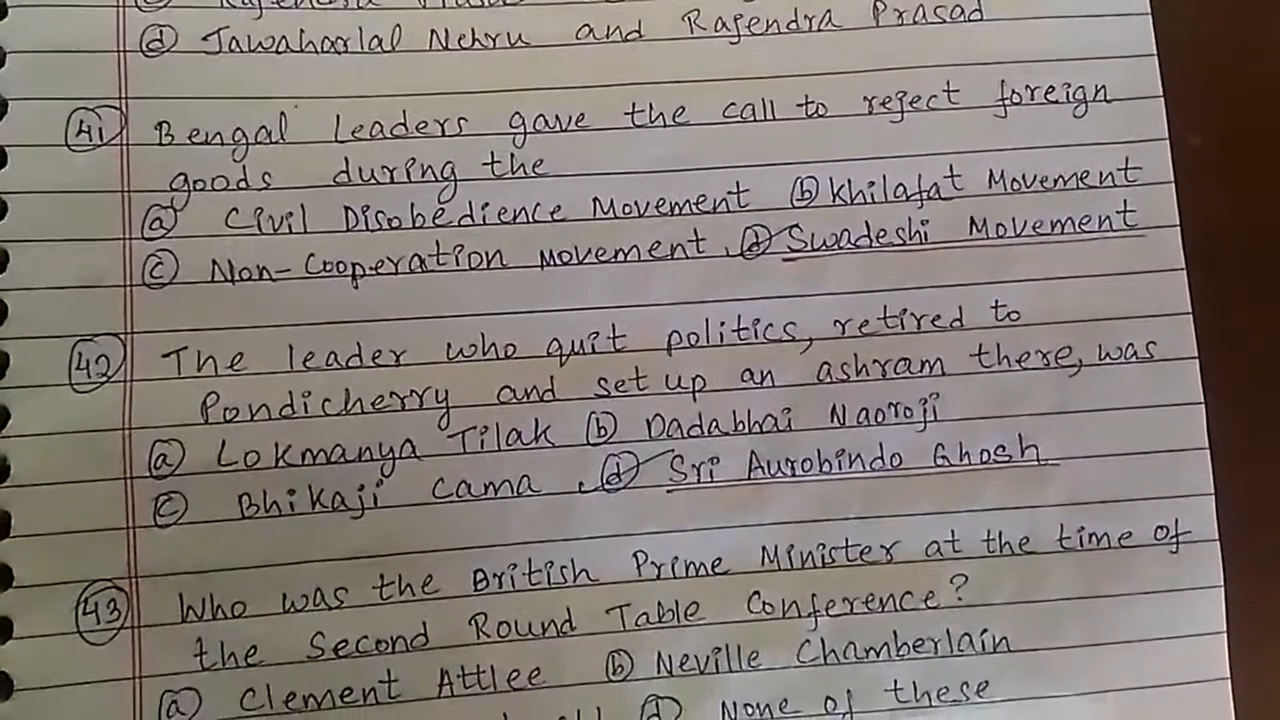 ⓓ Jawaharlal Nehru and Rajendra Prasad
㊶ Bengal leaders gave the call to reject foreign
goods during the
ⓐ Civil Disobedience Movement ⓑ Khilafat Movement
ⓒ Non-Cooperation Movement ⓓ Swadeshi Movement
㊷ The leader who quit politics, retired to
Pondicherry and set up an ashram there, was
ⓐ Lokmanya Tilak ⓑ Dadabhai Naoroji
ⓒ Bhikaji Cama ⓓ Sri Aurobindo Ghosh
㊸ Who was the British Prime Minister at the time of
the Second Round Table Conference?
ⓐ Clement Attlee ⓑ Neville Chamberlain
ⓓ None of these